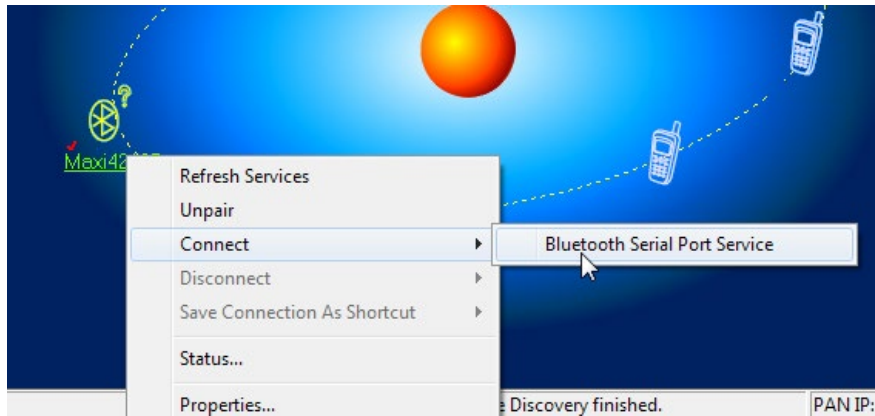 Refresh Services
Unpair
Connect
Bluetooth Serial Port Service
Disconnect
Save Connection As Shortcut
Status...
Properties...
Discovery finished.
PAN IP: